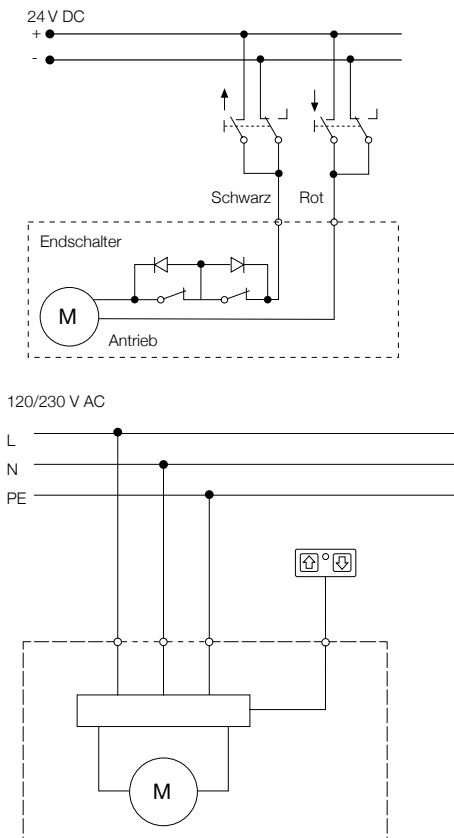 24 V DC
+
-
Schwarz Rot
Endschalter
M
Antrieb
120/230 V AC
L
N
PE
M